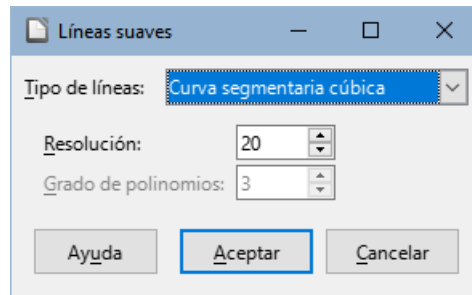 Líneas suaves
Tipo de líneas: Curva segmentaria cúbica
Resolución: 20
Grado de polinomios: 3
Ayuda Aceptar Cancelar